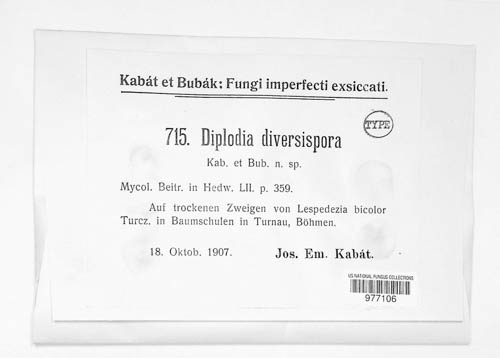 Kabát et Bubák: Fungi imperfecti exsiccati.
TYPE
715. Diplodia diversispora
Kab. et Bub. n. sp.
Mycol. Beitr. in Hedw. LII. p. 359.
Auf trockenen Zweigen von Lespedezia bicolor
Turcz. in Baumschulen in Turnau, Böhmen.
18. Oktob. 1907. Jos. Em. Kabát.
US NATIONAL FUNGUS COLLECTIONS
977106